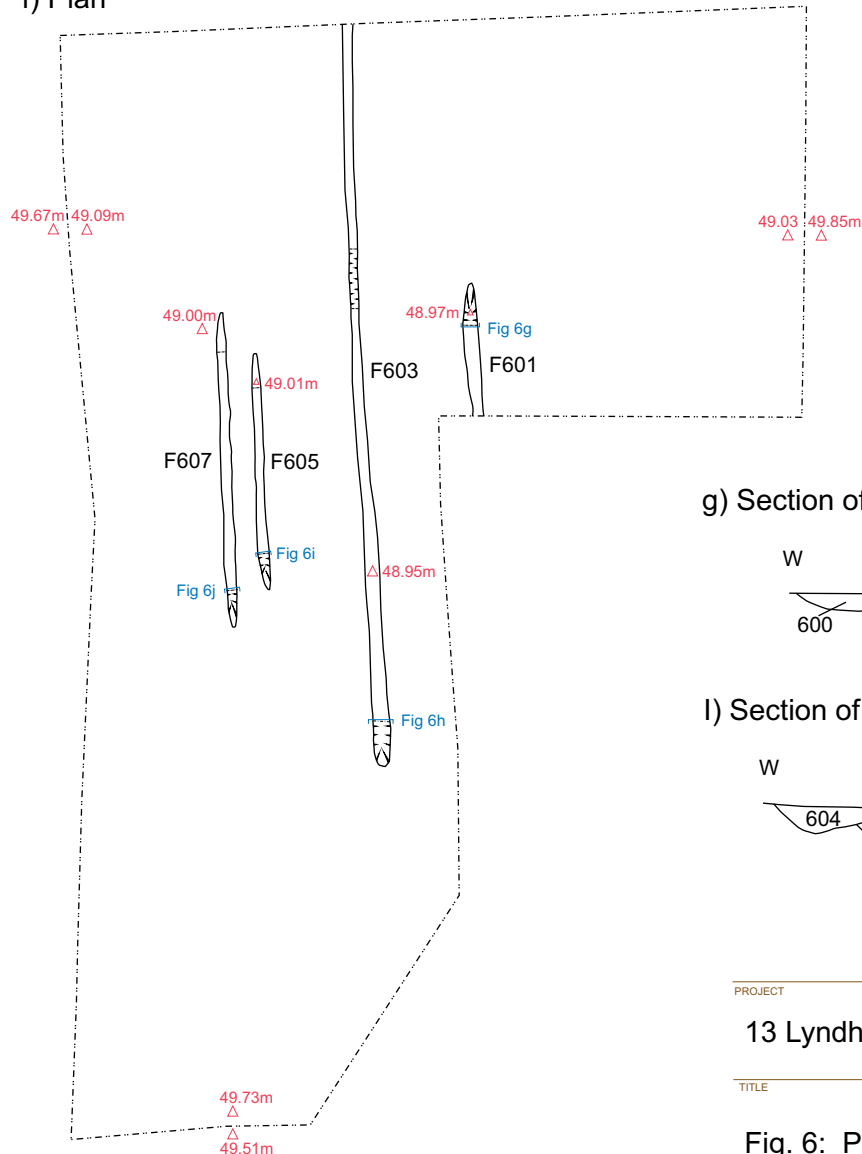 f) Plan
49.67m 49.09m
49.03 49.85m
49.00m
48.97m
Fig 6g
F603
F601
49.01m
F607
F605
g) Section of
Fig 6i
W
48.95m
Fig 6j
600
I) Section of
Fig 6h
W
604
PROJECT
13 Lyndh
TITLE
49.73m
49.51m
Fig. 6: P